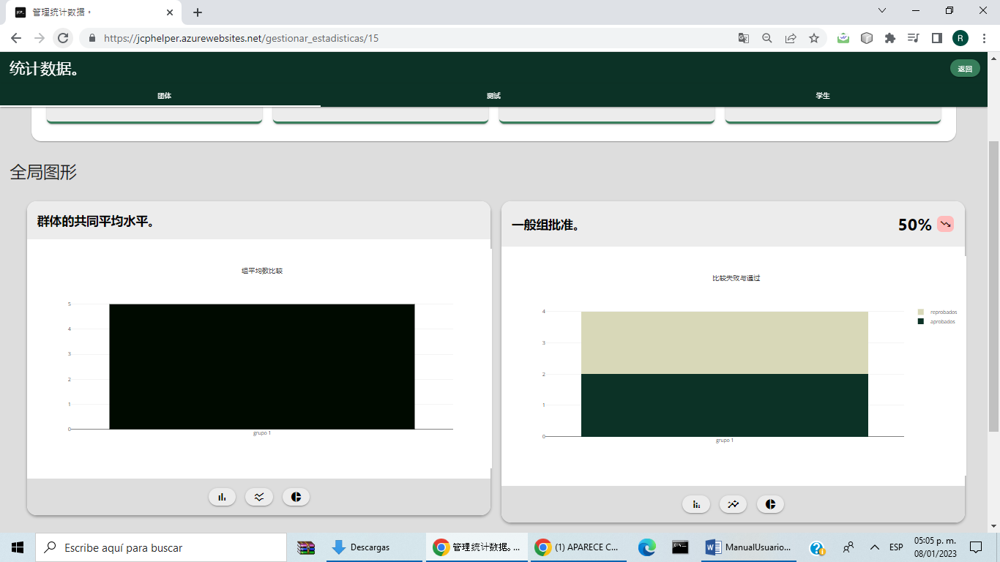 管理统计数据。
https://jcphelper.azurewebsites.net/gestionar_estadisticas/15
R
统计数据。
返回
团体
测试
学生
全局图形
群体的共同平均水平。
组平均数比较
5
4
3
2
1
0
grupo 1
一般组批准。
50%
比较失败与通过
4
3
2
1
0
grupo 1
reprobados
aprobados
Escribe aquí para buscar
Descargas
管理统计数据。...
(1) APARECE C...
ManualUsuario...
ESP
05:05 p. m.
08/01/2023